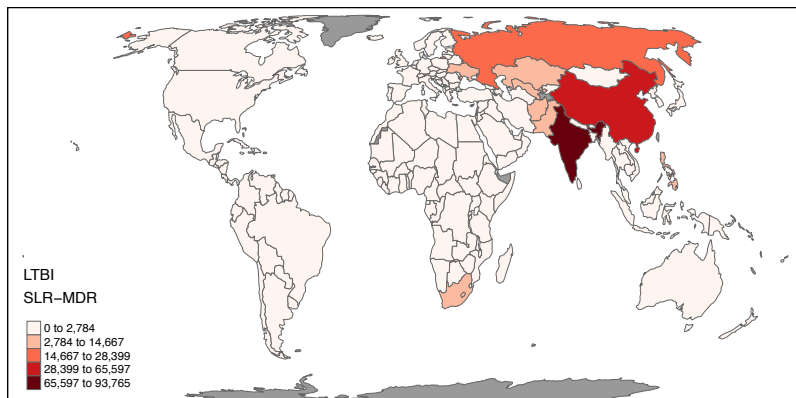 LTBI
SLR−MDR
0 to 2,784
2,784 to 14,667
14,667 to 28,399
28,399 to 65,597
65,597 to 93,765